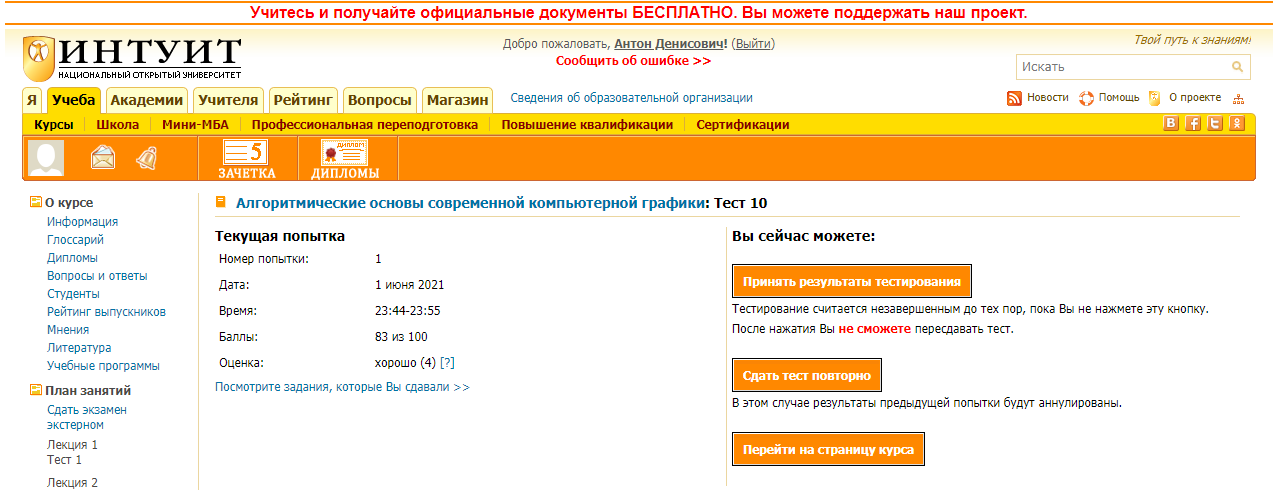 Учитесь и получайте официальные документы БЕСПЛАТНО. Вы можете поддержать наш проект.
ИНТУИТ
НАЦИОНАЛЬНЫЙ ОТКРЫТЫЙ УНИВЕРСИТЕТ
Добро пожаловать, Антон Денисович! (Выйти)
Сообщить об ошибке >>
Твой путь к знаниям!
Искать
Я Учеба Академии Учителя Рейтинг Вопросы Магазин Сведения об образовательной организации Новости Помощь О проекте
Курсы Школа Мини-МБА Профессиональная переподготовка Повышение квалификации Сертификации
5
ЗАЧЕТКА
ДИПЛОМ
ДИПЛОМЫ
О курсе
Информация
Глоссарий
Дипломы
Вопросы и ответы
Студенты
Рейтинг выпускников
Мнения
Литература
Учебные программы
План занятий
Сдать экзамен
экстерном
Лекция 1
Тест 1
Лекция 2
Алгоритмические основы современной компьютерной графики: Тест 10
Текущая попытка
Номер попытки: 1
Дата: 1 июня 2021
Время: 23:44-23:55
Баллы: 83 из 100
Оценка: хорошо (4) [?]
Посмотрите задания, которые Вы сдавали >>
Вы сейчас можете:
Принять результаты тестирования
Тестирование считается незавершенным до тех пор, пока Вы не нажмете эту кнопку.
После нажатия Вы не сможете пересдавать тест.
Сдать тест повторно
В этом случае результаты предыдущей попытки будут аннулированы.
Перейти на страницу курса